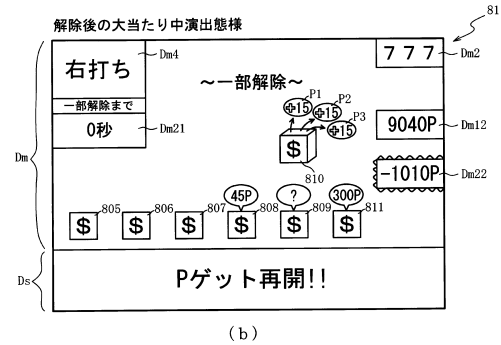 解除後の大当たり中演出態様
81
右打ち
Dm4
777
Dm2
～一部解除～
一部解除まで
0秒
Dm21
P1
P2
P3
+15
+15
+15
$
810
9040P
Dm12
-1010P
Dm22
Dm
45P
?
300P
$ 805
$ 806
$ 807
$ 808
$ 809
$ 811
Ds
Pゲット再開!!
(b)